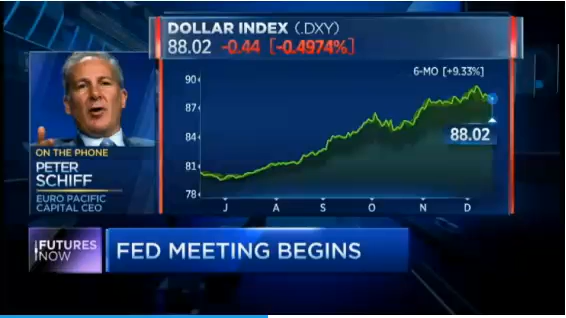 DOLLAR INDEX (.DXY)
88.02 -0.44 [-0.4974%]
6-MO [+9.33%]
90
87
84
81
78
88.02
J A S O N D
ON THE PHONE
PETER
SCHIFF
EURO PACIFIC
CAPITAL CEO
FUTURES
NOW
FED MEETING BEGINS